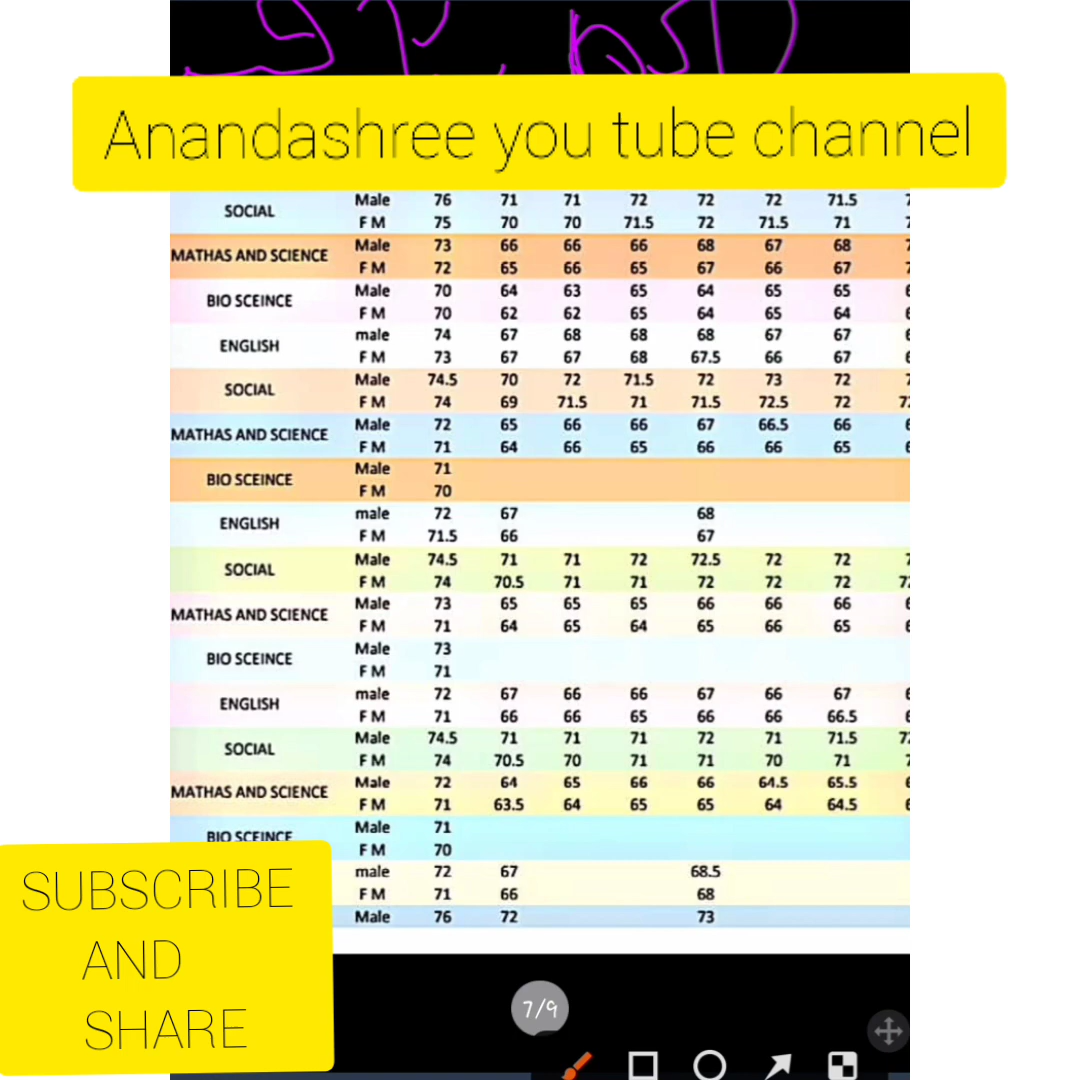 Anandashree you tube channel
SOCIAL Male 76 71 71 72 72 72 71.5
F M 75 70 70 71.5 72 71.5 71
MATHAS AND SCIENCE Male 73 66 66 66 68 67 68
F M 72 65 66 65 67 66 67
BIO SCEINCE Male 70 64 63 65 64 65 65
F M 70 62 62 65 64 65 64
ENGLISH male 74 67 68 68 68 67 67
F M 73 67 67 68 67.5 66 67
SOCIAL Male 74.5 70 72 71.5 72 73 72
F M 74 69 71.5 71 71.5 72.5 72
MATHAS AND SCIENCE Male 72 65 66 66 67 66.5 66
F M 71 64 66 65 66 66 65
BIO SCEINCE Male 71
F M 70
ENGLISH male 72 67 68
F M 71.5 66 67
SOCIAL Male 74.5 71 71 72 72.5 72 72
F M 74 70.5 71 71 72 72 72
MATHAS AND SCIENCE Male 73 65 65 65 66 66 66
F M 71 64 65 64 65 66 65
BIO SCEINCE Male 73
F M 71
ENGLISH male 72 67 66 66 67 66 67
F M 71 66 66 65 66 66 66.5
SOCIAL Male 74.5 71 71 71 72 71 71.5
F M 74 70.5 70 71 71 70 71
MATHAS AND SCIENCE Male 72 64 65 66 66 64.5 65.5
F M 71 63.5 64 65 65 64 64.5
BIO SCEINCE Male 71
F M 70
male 72 67 68.5
F M 71 66 68
Male 76 72 73
SUBSCRIBE
AND
SHARE
7/9